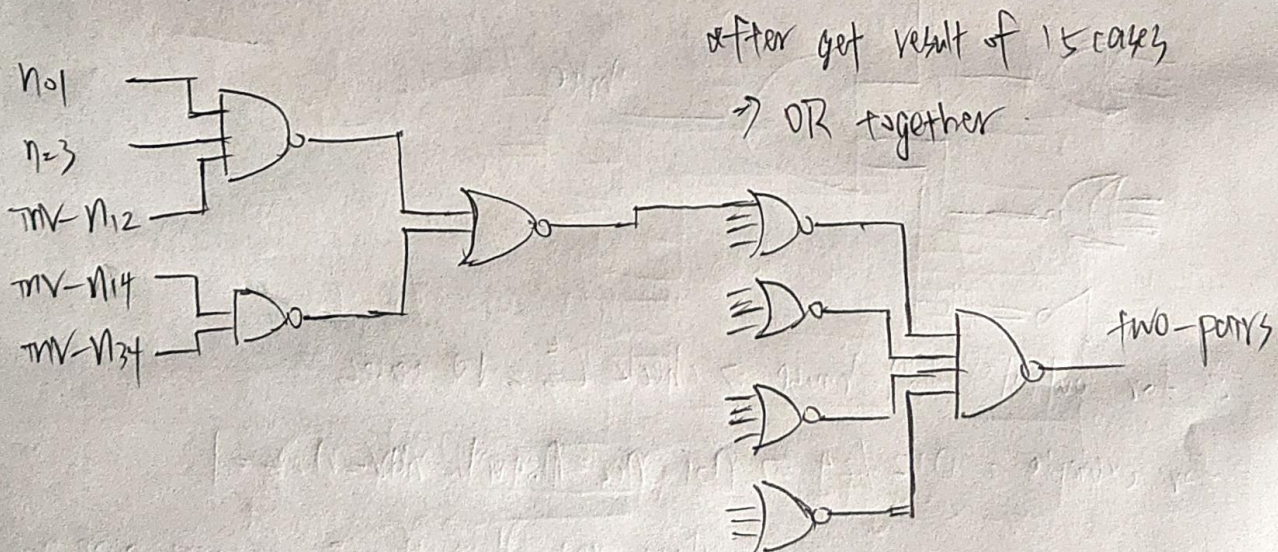 after get result of 15 cases
⇒ OR together.
n01
n23
inv-n12
inv-n14
inv-n34
two-pairs